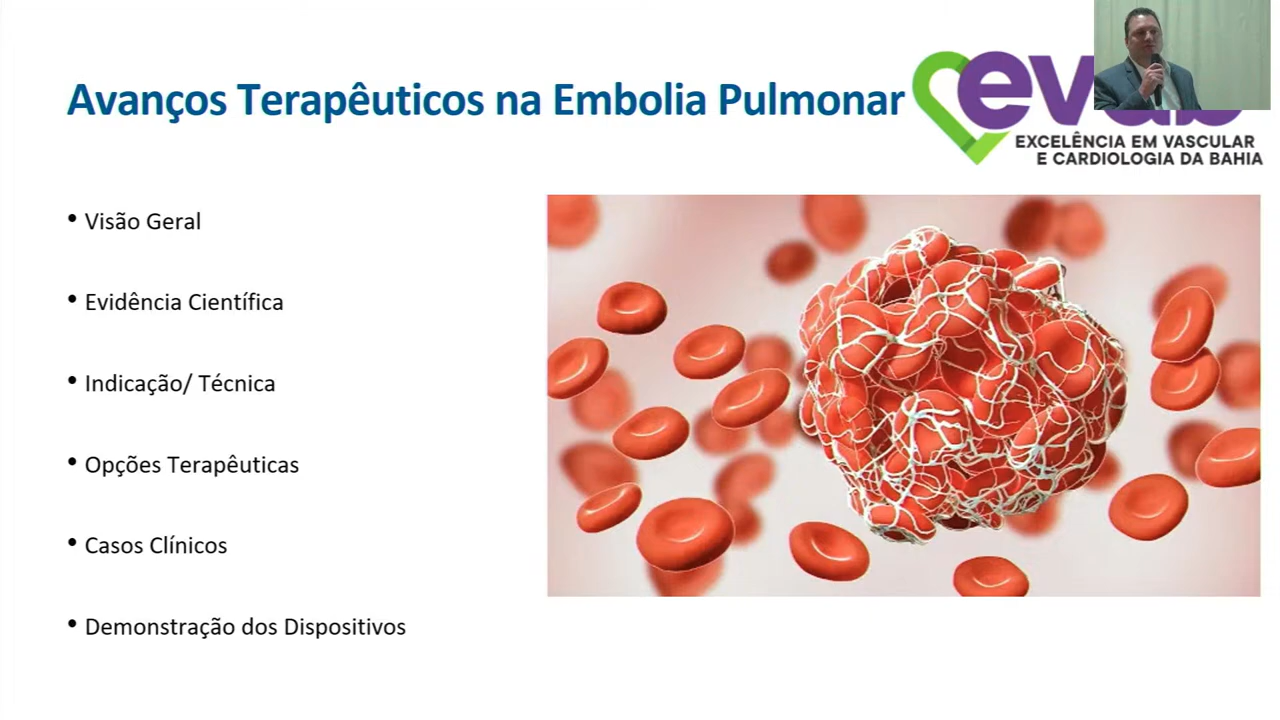 Avanços Terapêuticos na Embolia Pulmonar
EXCELÊNCIA EM VASCULAR
E CARDIOLOGIA DA BAHIA
• Visão Geral
• Evidência Científica
• Indicação/ Técnica
• Opções Terapêuticas
• Casos Clínicos
• Demonstração dos Dispositivos